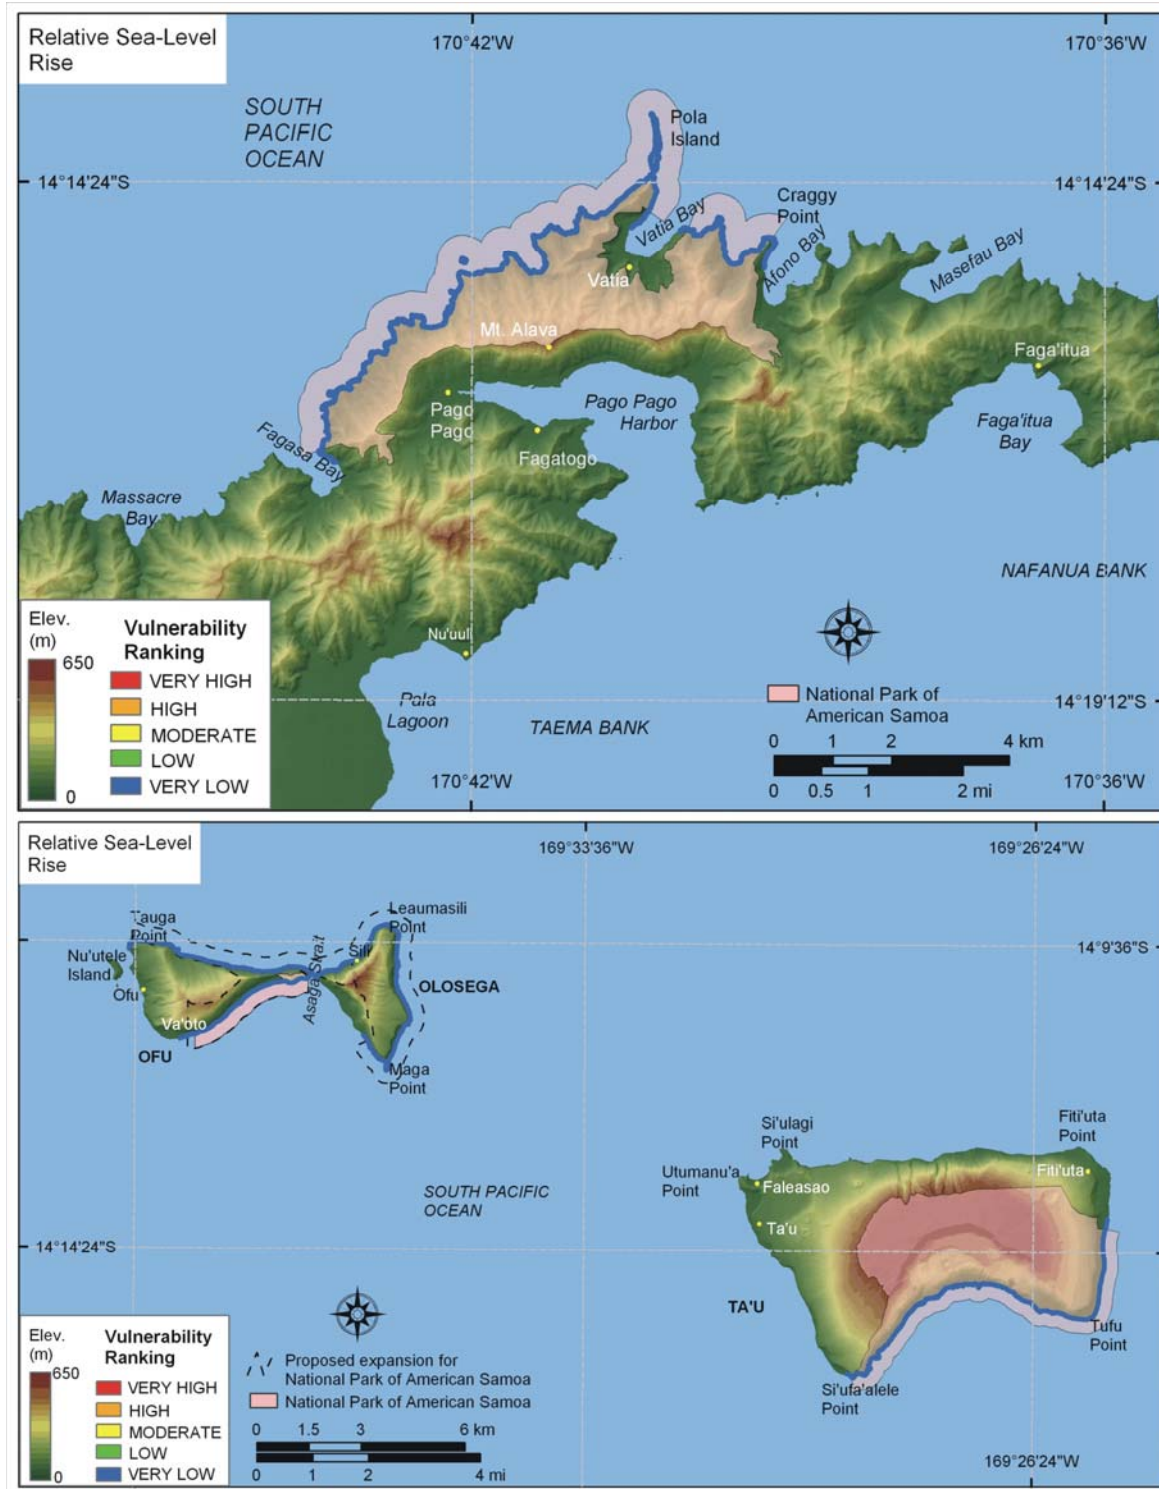 Relative Sea-Level
Rise
170°42'W
170°36'W
SOUTH
PACIFIC
OCEAN
Pola
Island
14°14'24"S
14°14'24"S
Craggy
Point
Vatia Bay
Afono Bay
Masefau Bay
Vatia
Mt. Alava
Faga'itua
Pago
Pago
Pago Pago
Harbor
Faga'itua
Bay
Fagasa Bay
Fagatogo
Massacre
Bay
NAFANUA BANK
Elev.
(m)
650
0
Vulnerability
Ranking
VERY HIGH
HIGH
MODERATE
LOW
VERY LOW
Nu'uuli
Pala
Lagoon
TAEMA BANK
National Park of
American Samoa
14°19'12"S
0 1 2 4 km
0 0.5 1 2 mi
170°42'W
170°36'W
Relative Sea-Level
Rise
169°33'36"W
169°26'24"W
Tauga
Point
Leaumasili
Point
14°9'36"S
Nu'utele
Island
Sili
Asaga Strait
Ofu
OLOSEGA
Va'oto
OFU
Maga
Point
Si'ulagi
Point
Fiti'uta
Point
Utumanu'a
Point
Faleasao
Fiti'uta
SOUTH PACIFIC
OCEAN
Ta'u
14°14'24"S
TA'U
Tufu
Point
Si'ufa'alele
Point
Elev.
(m)
650
0
Vulnerability
Ranking
VERY HIGH
HIGH
MODERATE
LOW
VERY LOW
Proposed expansion for
National Park of American Samoa
National Park of American Samoa
0 1.5 3 6 km
0 1 2 4 mi
169°26'24"W